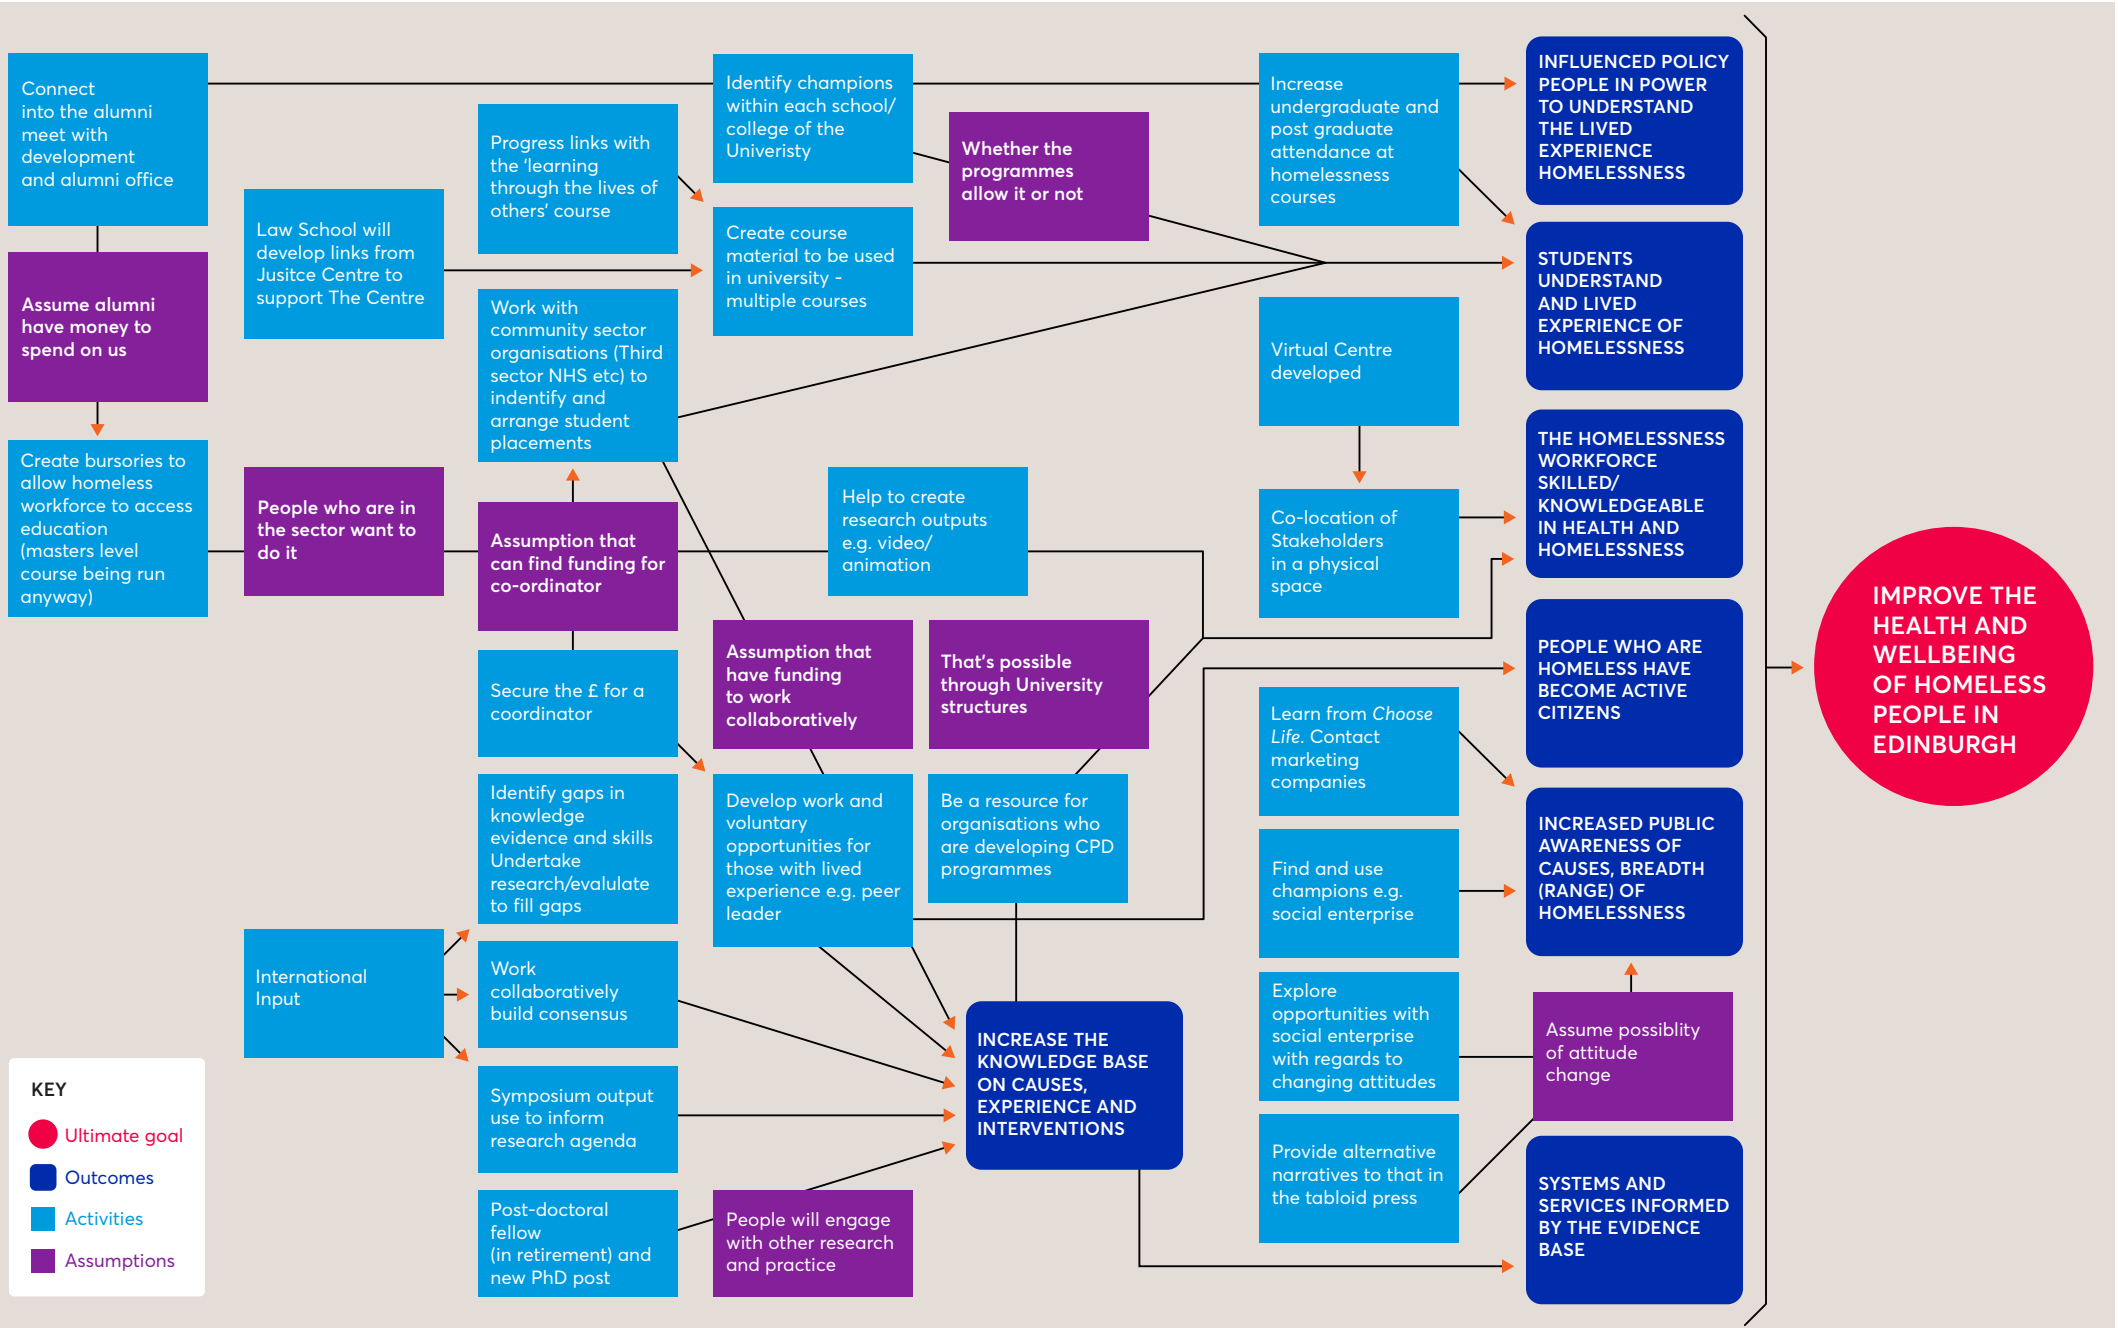 Connect
into the alumni
meet with
development
and alumni office
Assume alumni
have money to
spend on us
Create bursories to
allow homeless
workforce to access
education
(masters level
course being run
anyway)
Law School will
develop links from
Jusitce Centre to
support The Centre
People who are in
the sector want to
do it
International
Input
Progress links with
the ‘learning
through the lives of
others’ course
Work with
community sector
organisations (Third
sector NHS etc) to
indentify and
arrange student
placements
Assumption that
can find funding for
co-ordinator
Secure the £ for a
coordinator
Identify gaps in
knowledge
evidence and skills
Undertake
research/evalulate
to fill gaps
Work
collaboratively
build consensus
Symposium output
use to inform
research agenda
Post-doctoral
fellow
(in retirement) and
new PhD post
Identify champions
within each school/
college of the
Univeristy
Create course
material to be used
in university -
multiple courses
Whether the
programmes
allow it or not
Help to create
research outputs
e.g. video/
animation
Assumption that
have funding
to work
collaboratively
That’s possible
through University
structures
Develop work and
voluntary
opportunities for
those with lived
experience e.g. peer
leader
Be a resource for
organisations who
are developing CPD
programmes
INCREASE THE
KNOWLEDGE BASE
ON CAUSES,
EXPERIENCE AND
INTERVENTIONS
People will engage
with other research
and practice
Increase
undergraduate and
post graduate
attendance at
homelessness
courses
Virtual Centre
developed
Co-location of
Stakeholders
in a physical
space
Learn from Choose
Life. Contact
marketing
companies
Find and use
champions e.g.
social enterprise
Explore
opportunities with
social enterprise
with regards to
changing attitudes
Provide alternative
narratives to that in
the tabloid press
INFLUENCED POLICY
PEOPLE IN POWER
TO UNDERSTAND
THE LIVED
EXPERIENCE
HOMELESSNESS
STUDENTS
UNDERSTAND
AND LIVED
EXPERIENCE OF
HOMELESSNESS
THE HOMELESSNESS
WORKFORCE
SKILLED/
KNOWLEDGEABLE
IN HEALTH AND
HOMELESSNESS
PEOPLE WHO ARE
HOMELESS HAVE
BECOME ACTIVE
CITIZENS
INCREASED PUBLIC
AWARENESS OF
CAUSES, BREADTH
(RANGE) OF
HOMELESSNESS
Assume possiblity
of attitude
change
SYSTEMS AND
SERVICES INFORMED
BY THE EVIDENCE
BASE
IMPROVE THE
HEALTH AND
WELLBEING
OF HOMELESS
PEOPLE IN
EDINBURGH
KEY
Ultimate goal
Outcomes
Activities
Assumptions